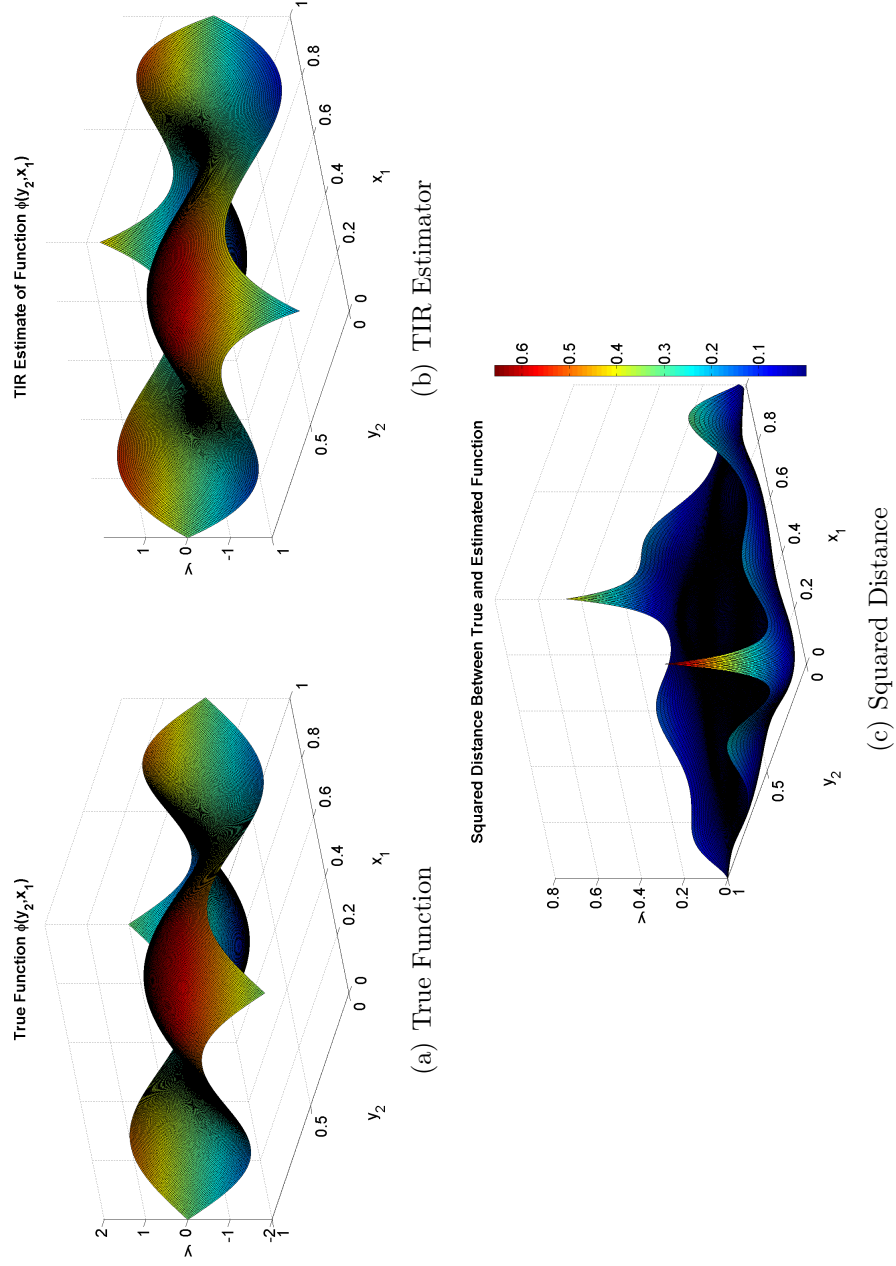 True Function ϕ(y₂,x₁)
2
1
0
-1
-2
Y
1
0.5
0
y₂
0
0.2
0.4
0.6
0.8
1
x₁
(a) True Function
TIR Estimate of Function ϕ(y₂,x₁)
1
0
-1
Y
1
0.5
0
y₂
0
0.2
0.4
0.6
0.8
1
x₁
(b) TIR Estimator
Squared Distance Between True and Estimated Function
0.8
0.6
0.4
0.2
Y
1
0.5
0
y₂
0
0.2
0.4
0.6
0.8
x₁
0.6
0.5
0.4
0.3
0.2
0.1
(c) Squared Distance